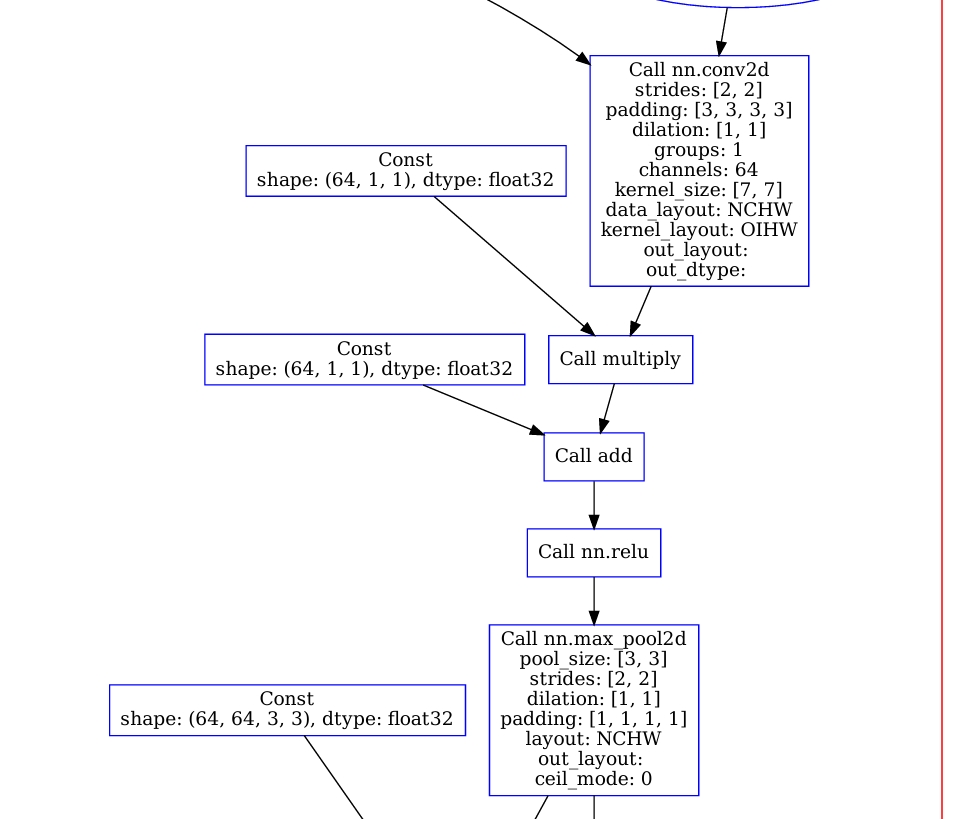 Call nn.conv2d
strides: [2, 2]
padding: [3, 3, 3, 3]
dilation: [1, 1]
groups: 1
channels: 64
kernel_size: [7, 7]
data_layout: NCHW
kernel_layout: OIHW
out_layout:
out_dtype:
Const
shape: (64, 1, 1), dtype: float32
Call multiply
Const
shape: (64, 1, 1), dtype: float32
Call add
Call nn.relu
Call nn.max_pool2d
pool_size: [3, 3]
strides: [2, 2]
dilation: [1, 1]
padding: [1, 1, 1, 1]
layout: NCHW
out_layout:
ceil_mode: 0
Const
shape: (64, 64, 3, 3), dtype: float32